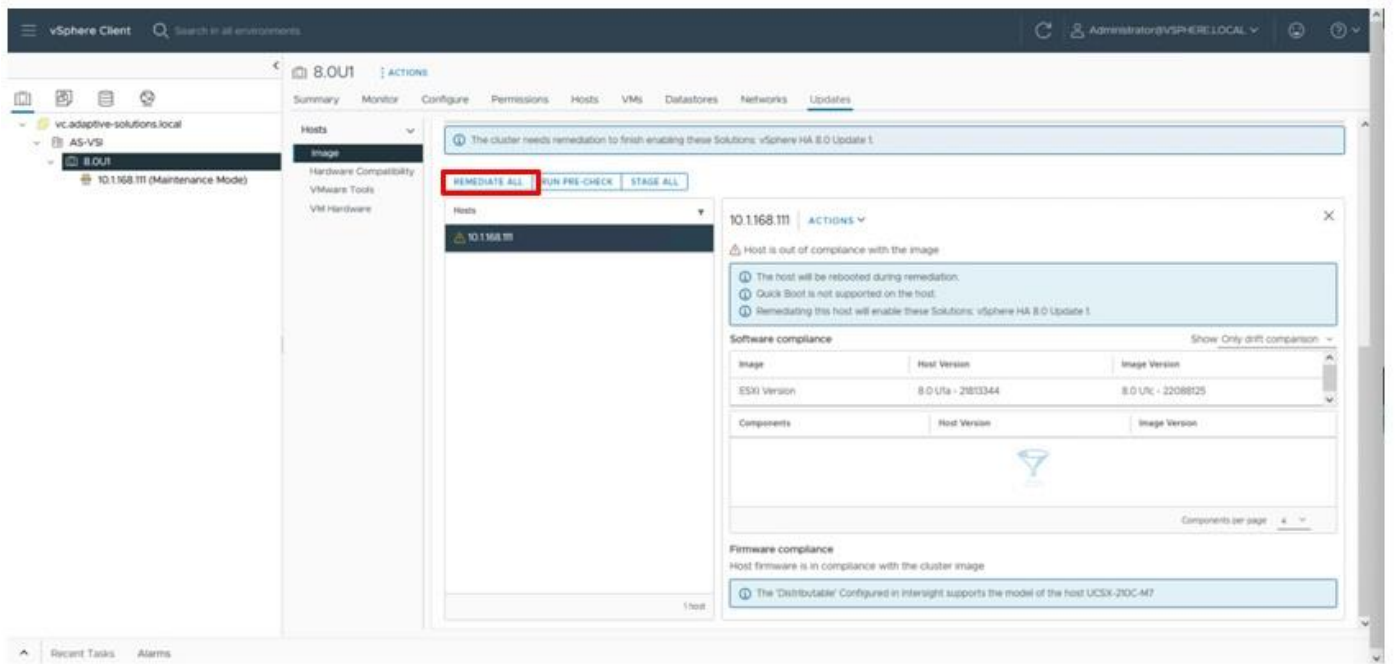 vSphere Client
Search in all environments
Administrator@VSPHERE.LOCAL
8.0U1
ACTIONS
Summary Monitor Configure Permissions Hosts VMs Datastores Networks Updates
vc.adaptive-solutions.local
AS-VSI
8.0U1
10.1.168.111 (Maintenance Mode)
Hosts
Image
Hardware Compatibility
VMware Tools
VM Hardware
The cluster needs remediation to finish enabling these Solutions: vSphere HA 8.0 Update 1.
REMEDIATE ALL RUN PRE-CHECK STAGE ALL
Hosts
10.1.168.111
1 host
10.1.168.111 ACTIONS
Host is out of compliance with the image
The host will be rebooted during remediation.
Quick Boot is not supported on the host.
Remediating this host will enable these Solutions: vSphere HA 8.0 Update 1.
Software compliance Show Only drift comparison
Image Host Version Image Version
ESXi Version 8.0 U1a - 21813344 8.0 U1c - 22088125
Components Host Version Image Version
Components per page 4
Firmware compliance
Host firmware is in compliance with the cluster image
The 'Distributable' Configured in Intersight supports the model of the host UCSX-210C-M7
Recent Tasks Alarms